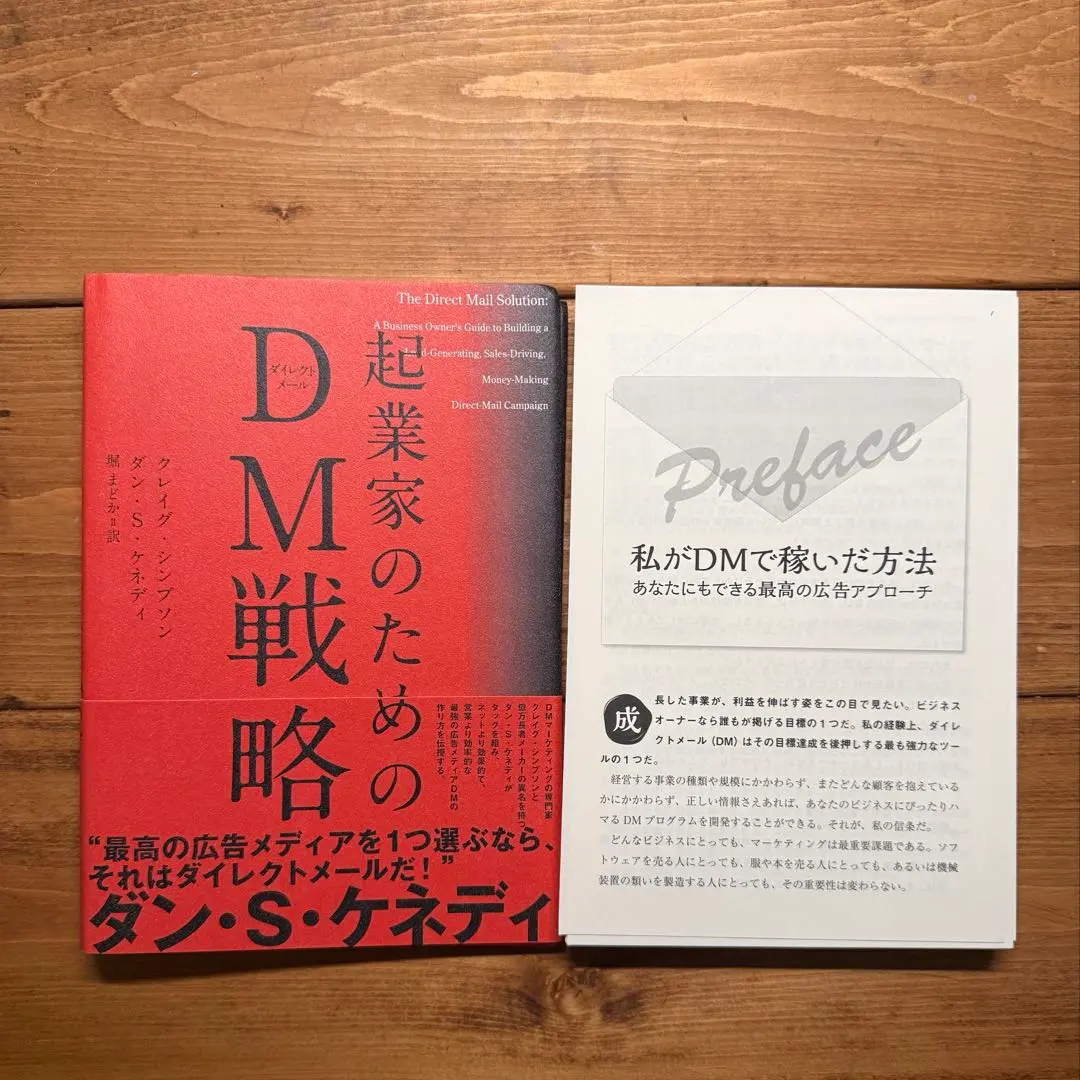 The Direct Mail Solution:
A Business Owner's Guide to Building a
Lead-Generating, Sales-Driving,
Money-Making
Direct-Mail Campaign
起業家のための
DM戦略
ダイレクト
メール
クレイグ・シンプソン
ダン・S・ケネディ
堀 まどか=訳
DMマーケティングの専門家
クレイグ・シンプソンと
億万長者メーカーの異名を持つ
ダン・S・ケネディが
タックを組み、
ネットより効果的で、
営業より効率的な
最強の広告メディアDMの
作り方を伝授する。
“最高の広告メディアを1つ選ぶなら、
それはダイレクトメールだ!”
ダン・S・ケネディ
Preface
私がDMで稼いだ方法
あなたにもできる最高の広告アプローチ
成長した事業が、利益を伸ばす姿をこの目で見たい。ビジネス
オーナーなら誰もが掲げる目標の1つだ。私の経験上、ダイレ
クトメール(DM)はその目標達成を後押しする最も強力なツー
ルの1つだ。
経営する事業の種類や規模にかかわらず、またどんな顧客を抱えている
かにかかわらず、正しい情報さえあれば、あなたのビジネスにぴったりハ
マるDMプログラムを開発することができる。それが、私の信条だ。
どんなビジネスにとっても、マーケティングは最重要課題である。ソフ
トウェアを売る人にとっても、服や本を売る人にとっても、あるいは機械
装置の類いを製造する人にとっても、その重要性は変わらない。